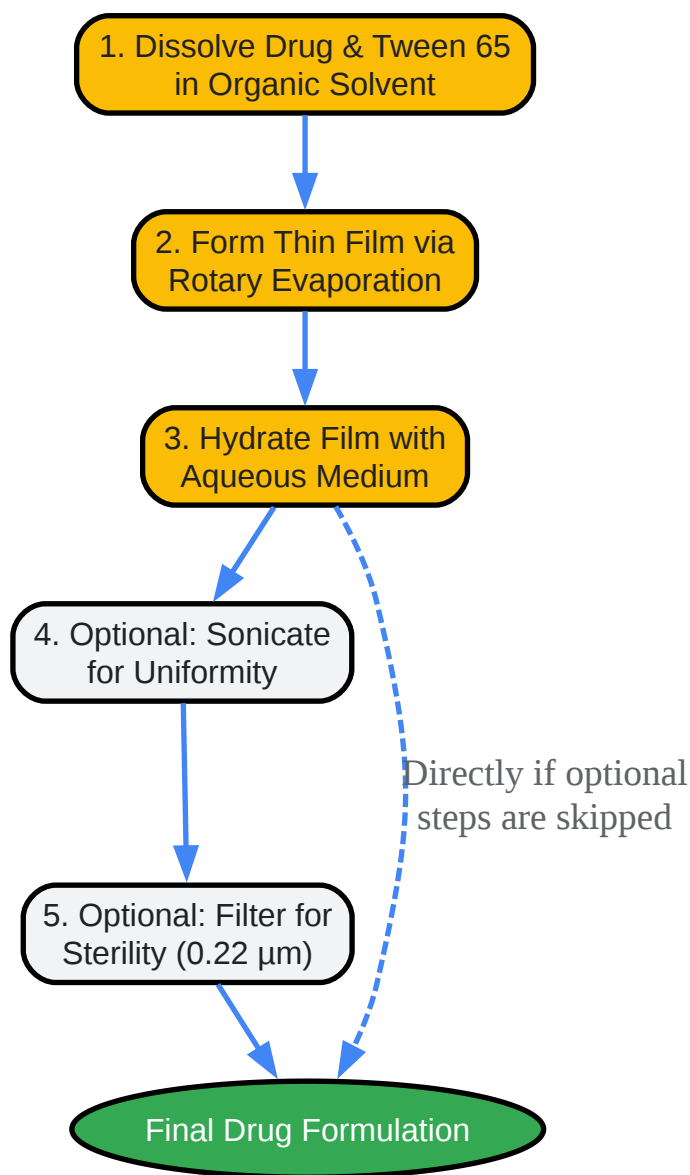 1. Dissolve Drug & Tween 65
in Organic Solvent
2. Form Thin Film via
Rotary Evaporation
3. Hydrate Film with
Aqueous Medium
4. Optional: Sonicate
for Uniformity
Directly if optional
steps are skipped
5. Optional: Filter for
Sterility (0.22 µm)
Final Drug Formulation